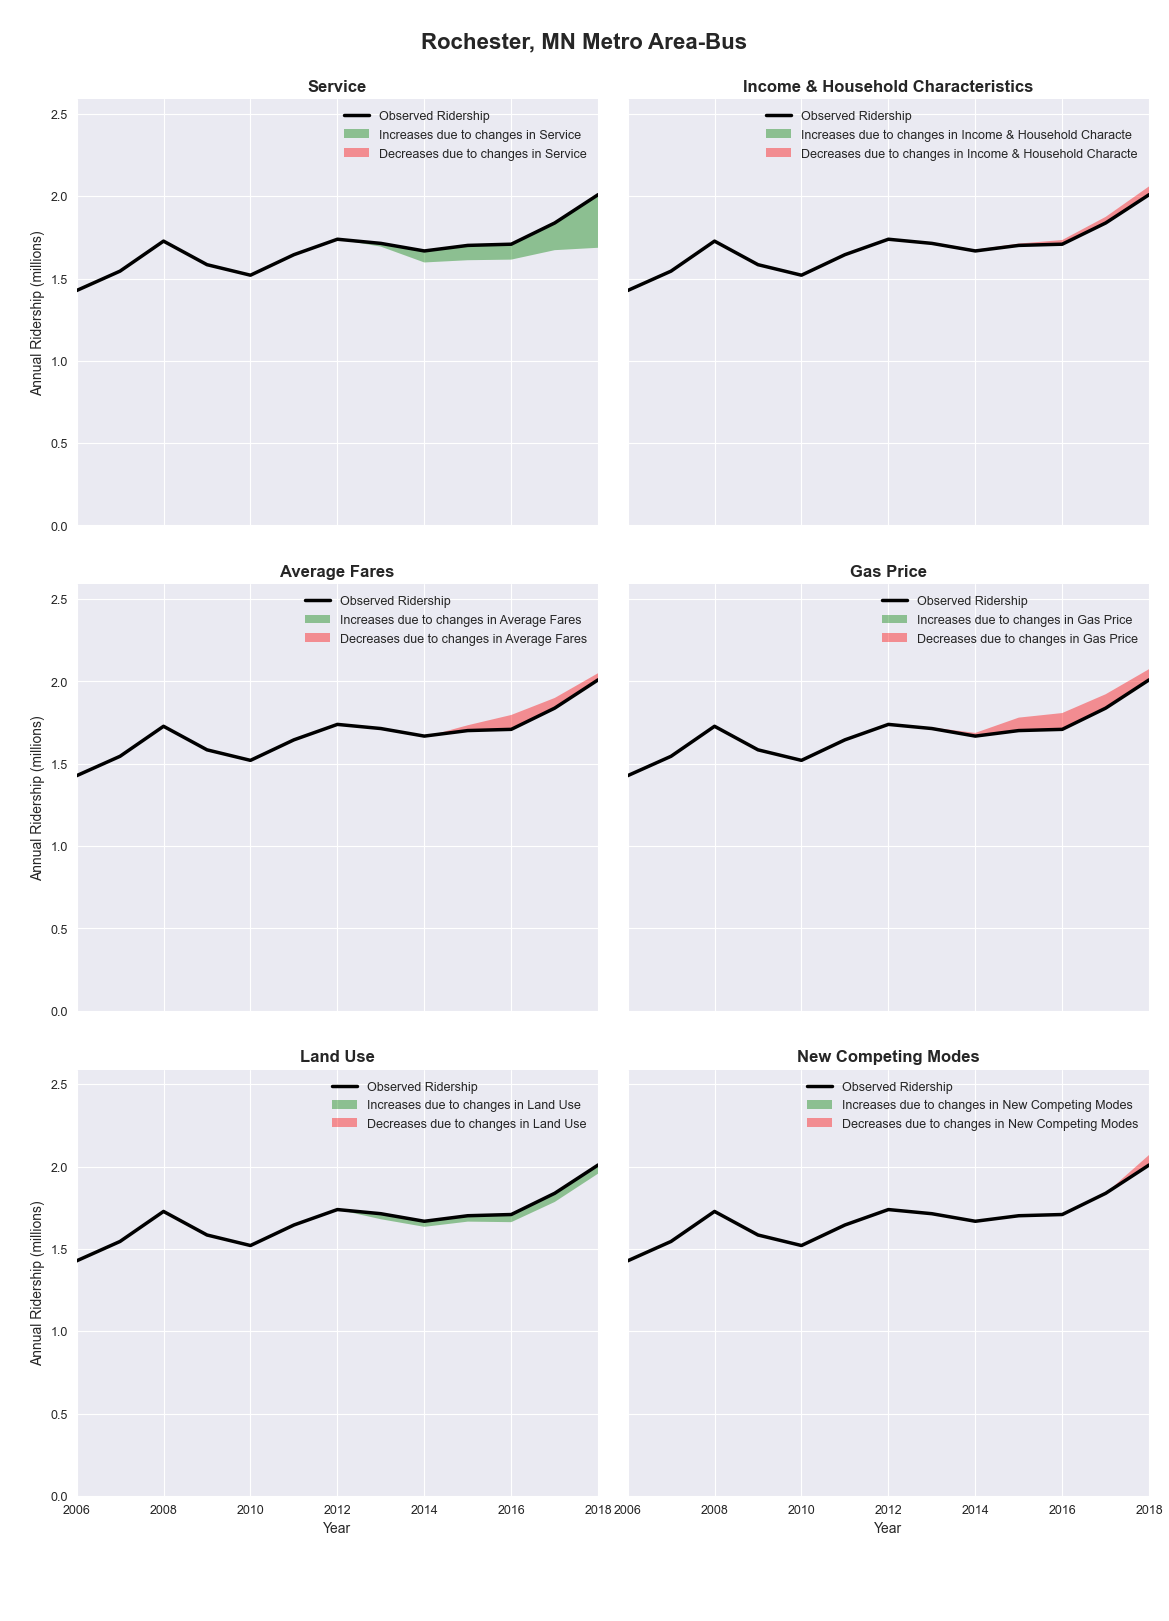 Rochester, MN Metro Area-Bus
Service
Observed Ridership
Increases due to changes in Service
Decreases due to changes in Service
2.5
2.0
1.5
1.0
0.5
0.0
Annual Ridership (millions)
Income & Household Characteristics
Observed Ridership
Increases due to changes in Income & Household Characte
Decreases due to changes in Income & Household Characte
Average Fares
Observed Ridership
Increases due to changes in Average Fares
Decreases due to changes in Average Fares
2.5
2.0
1.5
1.0
0.5
0.0
Annual Ridership (millions)
Gas Price
Observed Ridership
Increases due to changes in Gas Price
Decreases due to changes in Gas Price
Land Use
Observed Ridership
Increases due to changes in Land Use
Decreases due to changes in Land Use
2.5
2.0
1.5
1.0
0.5
0.0
Annual Ridership (millions)
2006 2008 2010 2012 2014 2016 2018
Year
New Competing Modes
Observed Ridership
Increases due to changes in New Competing Modes
Decreases due to changes in New Competing Modes
2006 2008 2010 2012 2014 2016 2018
Year